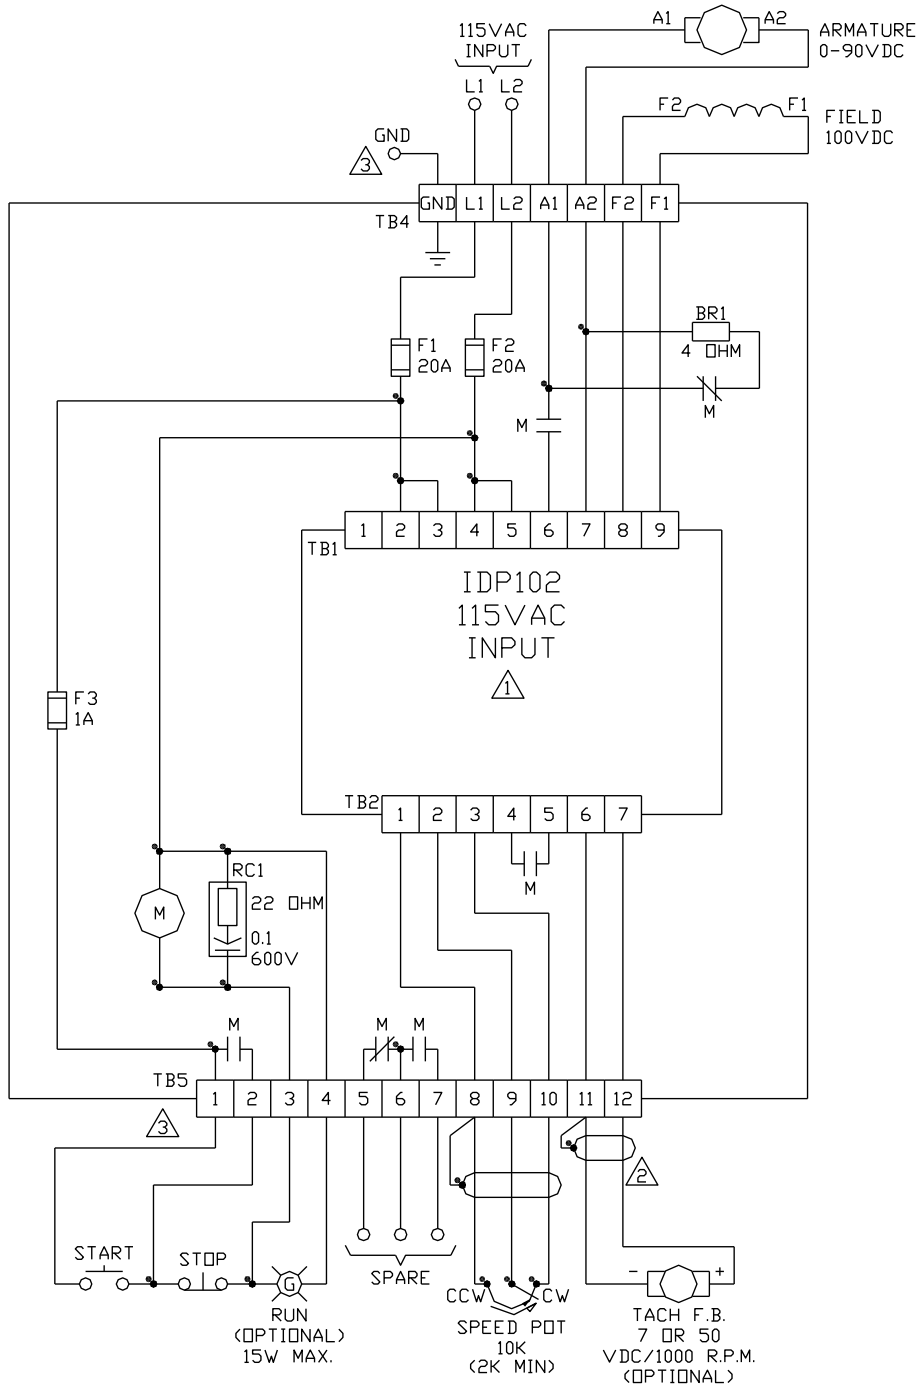 A1
A2
ARMATURE
0-90VDC
115VAC
INPUT
L1
L2
F2
F1
FIELD
100VDC
GND
3
GND L1 L2 A1 A2 F2 F1
TB4
F1
20A
F2
20A
BR1
4 OHM
M
M
1 2 3 4 5 6 7 8 9
TB1
IDP102
115VAC
INPUT
1
F3
1A
TB2
1 2 3 4 5 6 7
M
RC1
22 OHM
0.1
600V
M
M
M
M
TB5
1 2 3 4 5 6 7 8 9 10 11 12
3
2
START
STOP
G
RUN
(OPTIONAL)
15W MAX.
SPARE
CCW
CW
SPEED POT
10K
(2K MIN)
- +
TACH F.B.
7 OR 50
VDC/1000 R.P.M.
(OPTIONAL)